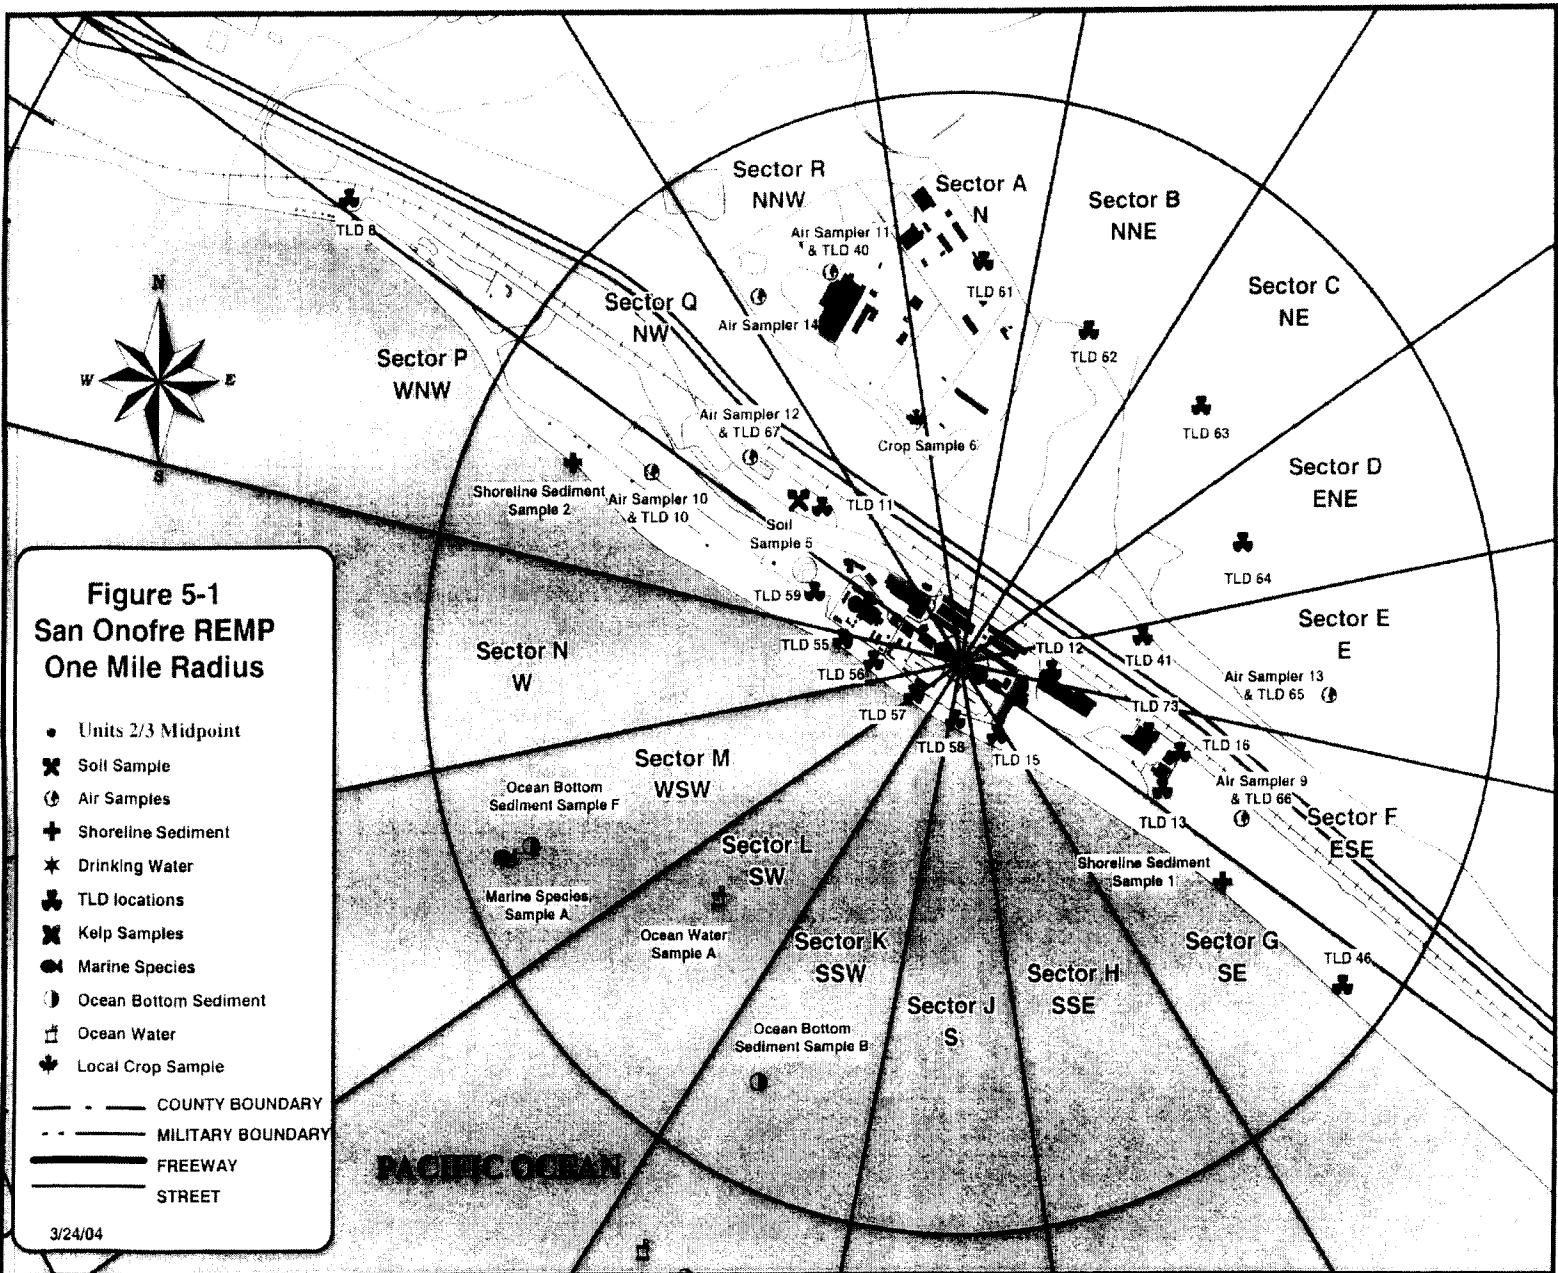 Sector R
NNW
Sector A
N
Sector B
NNE
Air Sampler 11
& TLD 40
TLD 61
Sector C
NE
TLD 8
Sector Q
NW
Air Sampler 14
TLD 62
N
W
E
S
Sector P
WNW
Air Sampler 12
& TLD 67
Crop Sample 6
TLD 63
Sector D
ENE
Shoreline Sediment
Sample 2
Air Sampler 10
& TLD 10
TLD 11
Soil
Sample 5
TLD 64
TLD 59
Sector E
E
Sector N
W
TLD 55
TLD 56
TLD 12
TLD 41
Air Sampler 13
& TLD 65
TLD 57
TLD 73
TLD 58
TLD 15
TLD 16
Sector M
WSW
Ocean Bottom
Sediment Sample F
Air Sampler 9
& TLD 66
TLD 13
Sector F
ESE
Sector L
SW
Shoreline Sediment
Sample 1
Marine Species
Sample A
Ocean Water
Sample A
Sector K
SSW
Sector G
SE
TLD 46
Sector H
SSE
Sector J
S
Ocean Bottom
Sediment Sample B
PACIFIC OCEAN
Figure 5-1
San Onofre REMP
One Mile Radius
Units 2/3 Midpoint
Soil Sample
Air Samples
Shoreline Sediment
Drinking Water
TLD locations
Kelp Samples
Marine Species
Ocean Bottom Sediment
Ocean Water
Local Crop Sample
COUNTY BOUNDARY
MILITARY BOUNDARY
FREEWAY
STREET
3/24/04